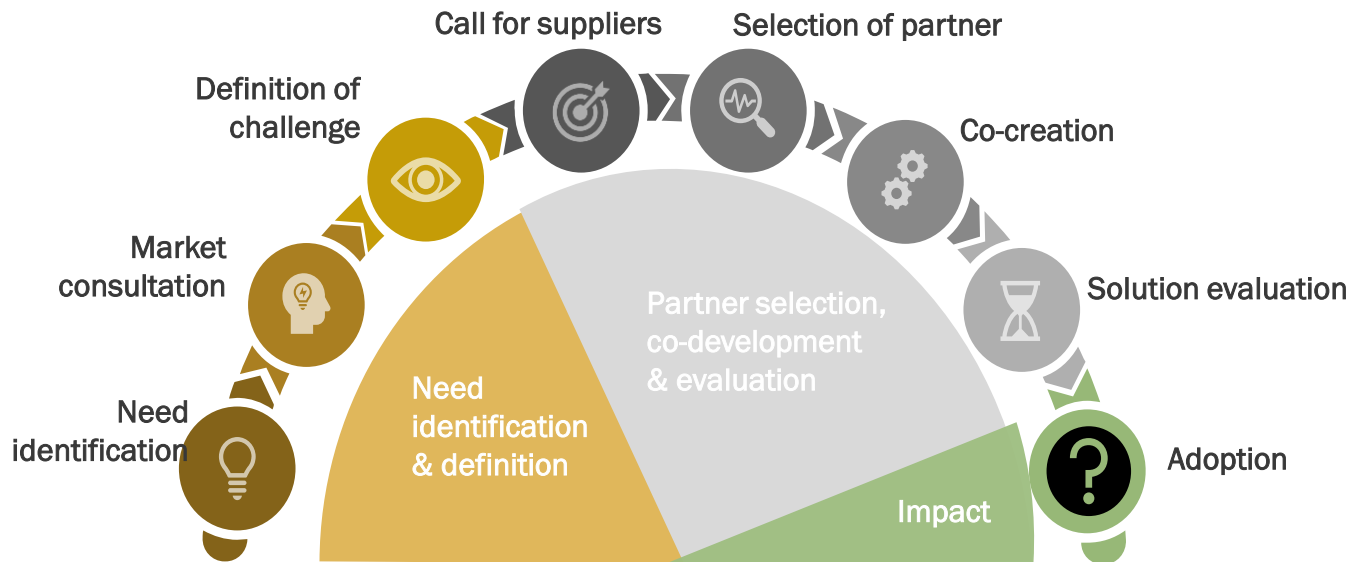 Call for suppliers
Selection of partner
Definition of
challenge
Co-creation
Market
consultation
Solution evaluation
Partner selection,
co-development
& evaluation
Need
identification
& definition
Need
identification
Adoption
Impact
?